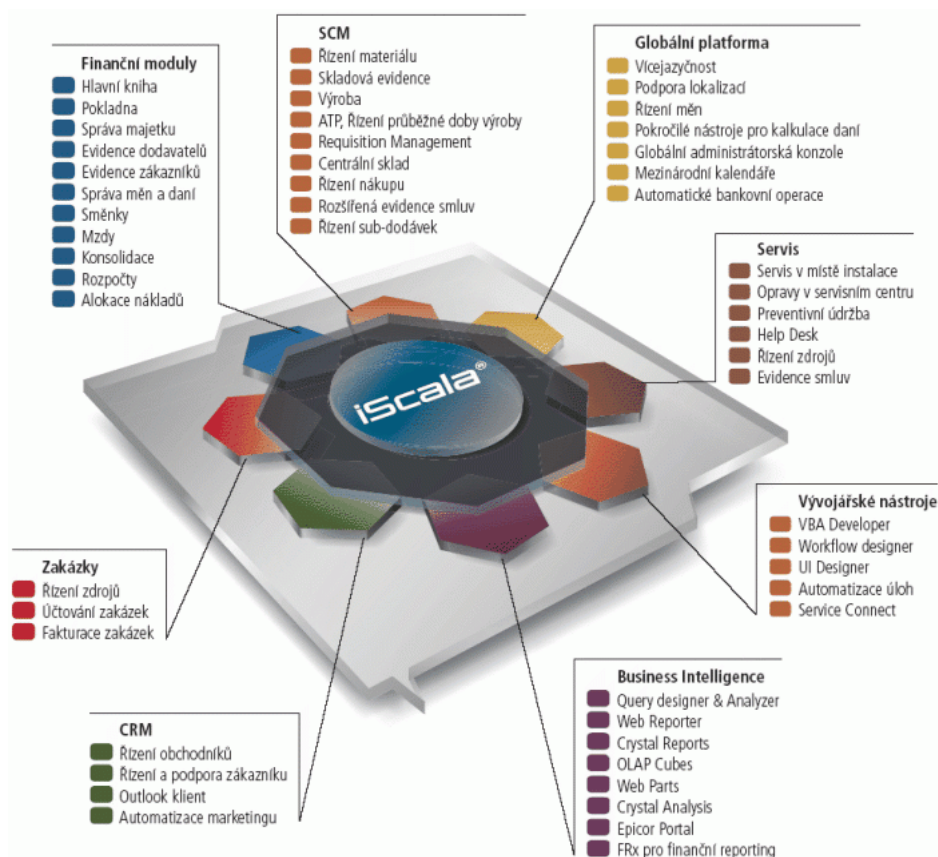 Finanční moduly
Hlavní kniha
Pokladna
Správa majetku
Evidence dodavatelů
Evidence zákazníků
Správa měn a daní
Směnky
Mzdy
Konsolidace
Rozpočty
Alokace nákladů
SCM
Řízení materiálu
Skladová evidence
Výroba
ATP, Řízení průběžné doby výroby
Requisition Management
Centrální sklad
Řízení nákupu
Rozšířená evidence smluv
Řízení sub-dodávek
Globální platforma
Vícejazyčnost
Podpora lokalizací
Řízení měn
Pokročilé nástroje pro kalkulace daní
Globální administrátorská konzole
Mezinárodní kalendáře
Automatické bankovní operace
Servis
Servis v místě instalace
Opravy v servisním centru
Preventivní údržba
Help Desk
Řízení zdrojů
Evidence smluv
iScala®
Vývojářské nástroje
VBA Developer
Workflow designer
UI Designer
Automatizace úloh
Service Connect
Zakázky
Řízení zdrojů
Účtování zakázek
Fakturace zakázek
Business Intelligence
Query designer & Analyzer
Web Reporter
Crystal Reports
OLAP Cubes
Web Parts
Crystal Analysis
Epicor Portal
FRx pro finanční reporting
CRM
Řízení obchodníků
Řízení a podpora zákazníku
Outlook klient
Automatizace marketingu